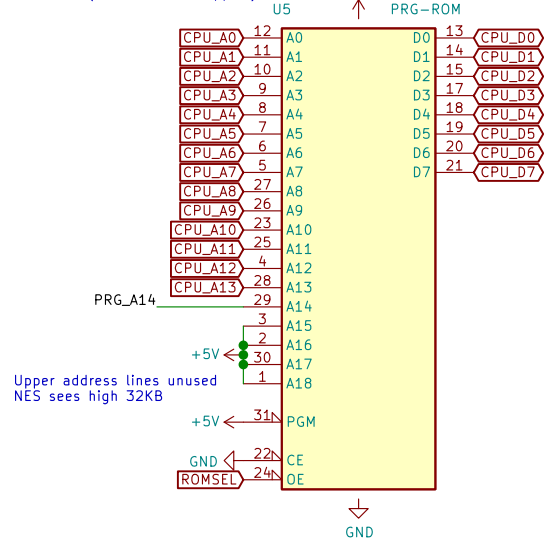 U5 PRG-ROM
CPU_A0 12 A0 D0 13 CPU_D0
CPU_A1 11 A1 D1 14 CPU_D1
CPU_A2 10 A2 D2 15 CPU_D2
CPU_A3 9 A3 D3 17 CPU_D3
CPU_A4 8 A4 D4 18 CPU_D4
CPU_A5 7 A5 D5 19 CPU_D5
CPU_A6 6 A6 D6 20 CPU_D6
CPU_A7 5 A7 D7 21 CPU_D7
CPU_A8 27 A8
CPU_A9 26 A9
CPU_A10 23 A10
CPU_A11 25 A11
CPU_A12 4 A12
CPU_A13 28 A13
PRG_A14 29 A14
3 A15
2 A16
+5V
30 A17
1 A18
Upper address lines unused
NES sees high 32KB
+5V 31 PGM
GND 22 CE
ROMSEL 24 OE
GND